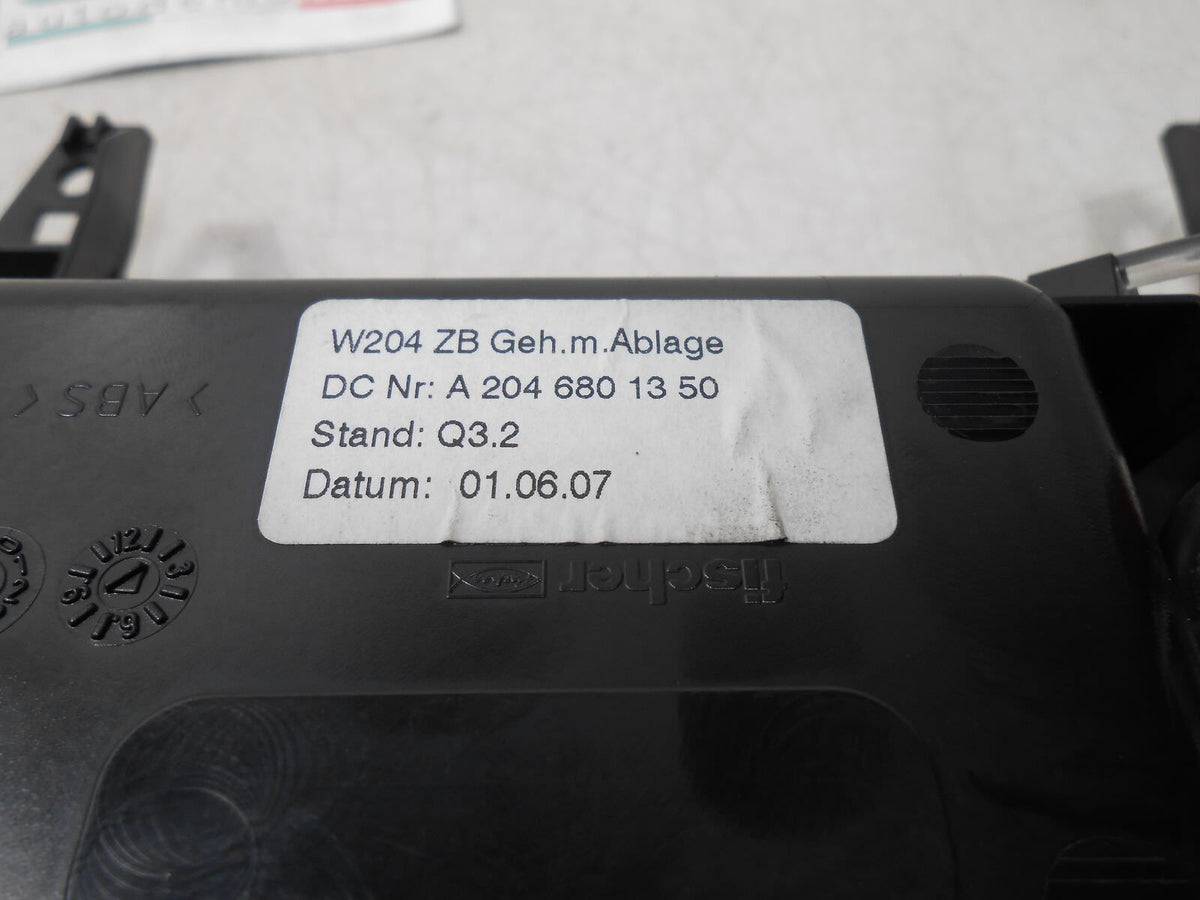 W204 ZB Geh.m.Ablage
DC Nr: A 204 680 13 50
Stand: Q3.2
Datum: 01.06.07
>ABS<
fischer